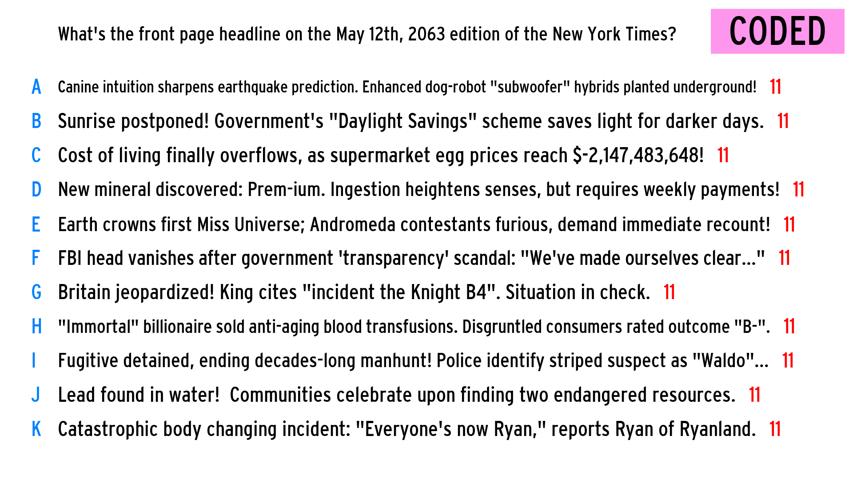 What's the front page headline on the May 12th, 2063 edition of the New York Times? CODED
A Canine intuition sharpens earthquake prediction. Enhanced dog-robot "subwoofer" hybrids planted underground! 11
B Sunrise postponed! Government's "Daylight Savings" scheme saves light for darker days. 11
C Cost of living finally overflows, as supermarket egg prices reach $-2,147,483,648! 11
D New mineral discovered: Prem-ium. Ingestion heightens senses, but requires weekly payments! 11
E Earth crowns first Miss Universe; Andromeda contestants furious, demand immediate recount! 11
F FBI head vanishes after government 'transparency' scandal: "We've made ourselves clear..." 11
G Britain jeopardized! King cites "incident the Knight B4". Situation in check. 11
H "Immortal" billionaire sold anti-aging blood transfusions. Disgruntled consumers rated outcome "B-". 11
I Fugitive detained, ending decades-long manhunt! Police identify striped suspect as "Waldo"... 11
J Lead found in water!  Communities celebrate upon finding two endangered resources. 11
K Catastrophic body changing incident: "Everyone's now Ryan," reports Ryan of Ryanland. 11